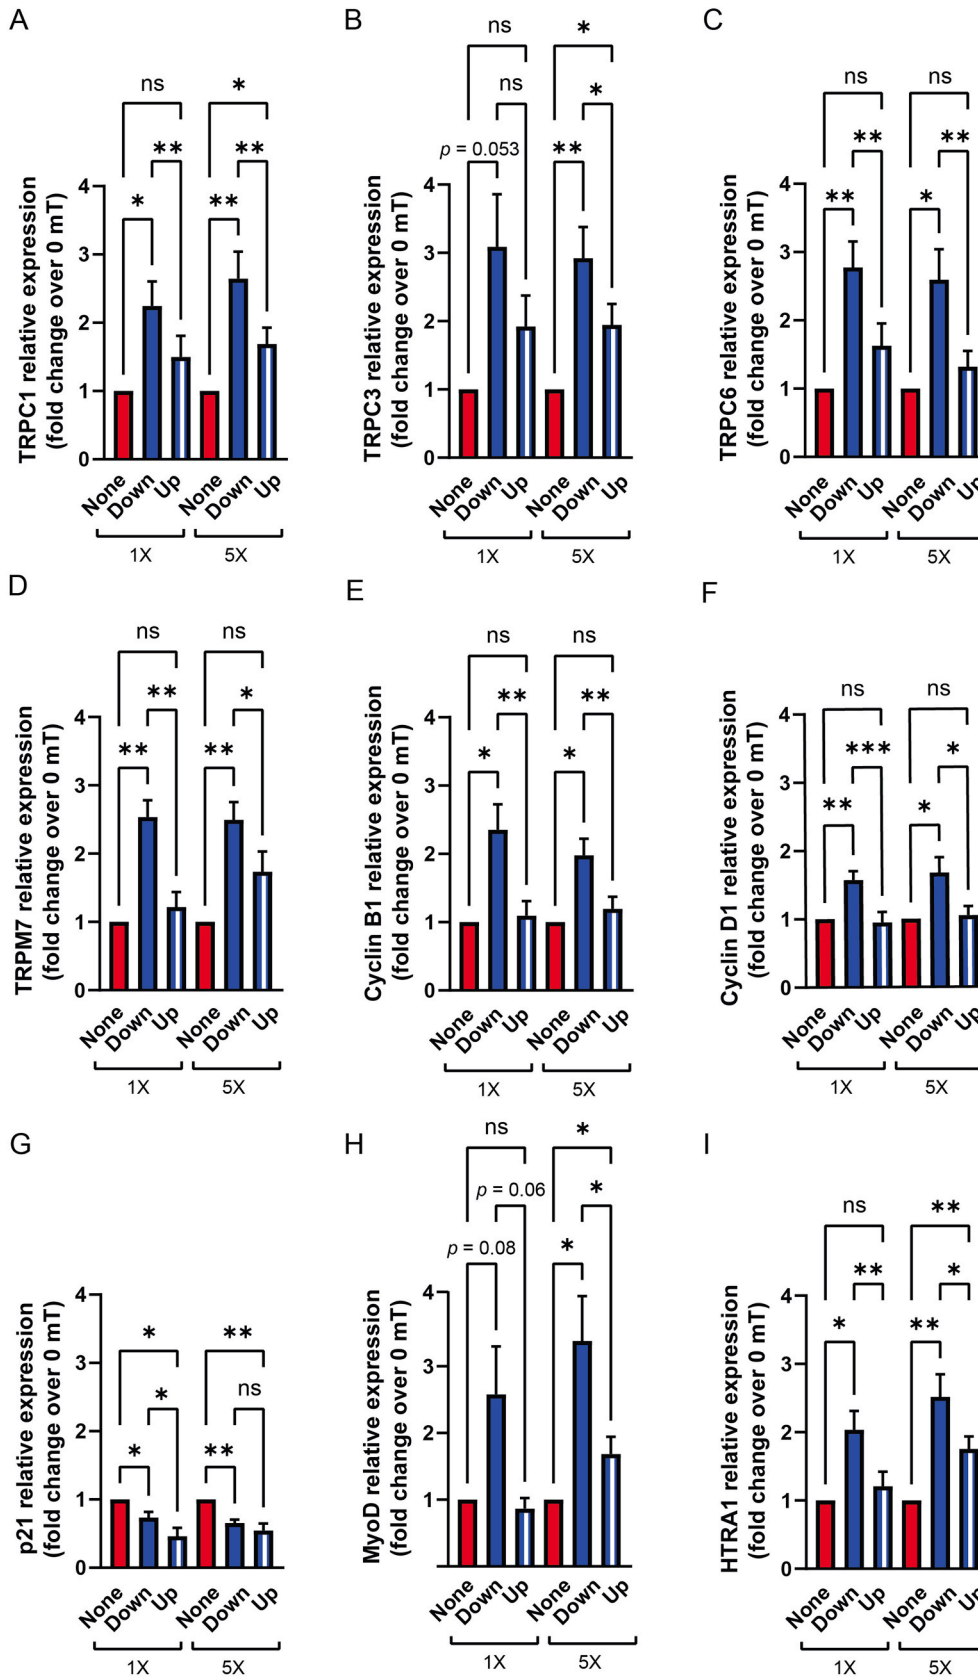 A
B
C
ns
*
**
**
*
**
TRPC1 relative expression
(fold change over 0 mT)
4
3
2
1
0
None
Down
Up
None
Down
Up
1X
5X
ns
*
ns
*
p = 0.053
**
TRPC3 relative expression
(fold change over 0 mT)
4
3
2
1
0
None
Down
Up
None
Down
Up
1X
5X
ns
ns
**
**
**
*
TRPC6 relative expression
(fold change over 0 mT)
4
3
2
1
0
None
Down
Up
None
Down
Up
1X
5X
D
E
F
ns
ns
**
*
**
**
TRPM7 relative expression
(fold change over 0 mT)
4
3
2
1
0
None
Down
Up
None
Down
Up
1X
5X
ns
ns
**
**
*
*
Cyclin B1 relative expression
(fold change over 0 mT)
4
3
2
1
0
None
Down
Up
None
Down
Up
1X
5X
ns
ns
***
*
**
*
Cyclin D1 relative expression
(fold change over 0 mT)
4
3
2
1
0
None
Down
Up
None
Down
Up
1X
5X
G
H
I
*
**
*
ns
*
**
p21 relative expression
(fold change over 0 mT)
4
3
2
1
0
None
Down
Up
None
Down
Up
1X
5X
ns
*
p = 0.06
*
p = 0.08
*
MyoD relative expression
(fold change over 0 mT)
4
3
2
1
None
Down
Up
None
Down
Up
1X
5X
ns
**
**
*
*
**
HTRA1 relative expression
(fold change over 0 mT)
4
3
2
1
0
None
Down
Up
None
Down
Up
1X
5X